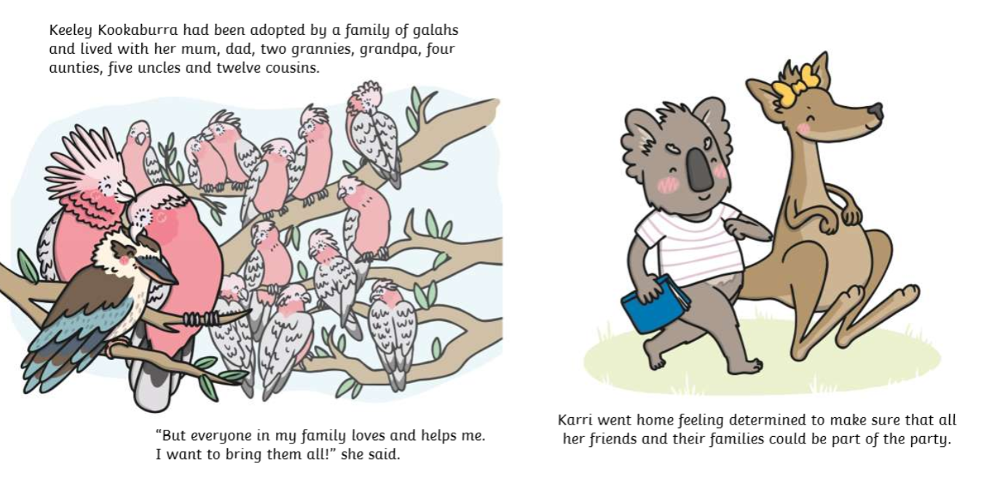 Keeley Kookaburra had been adopted by a family of galahs
and lived with her mum, dad, two grannies, grandpa, four
aunties, five uncles and twelve cousins.
“But everyone in my family loves and helps me.
I want to bring them all!” she said.
Karri went home feeling determined to make sure that all
her friends and their families could be part of the party.